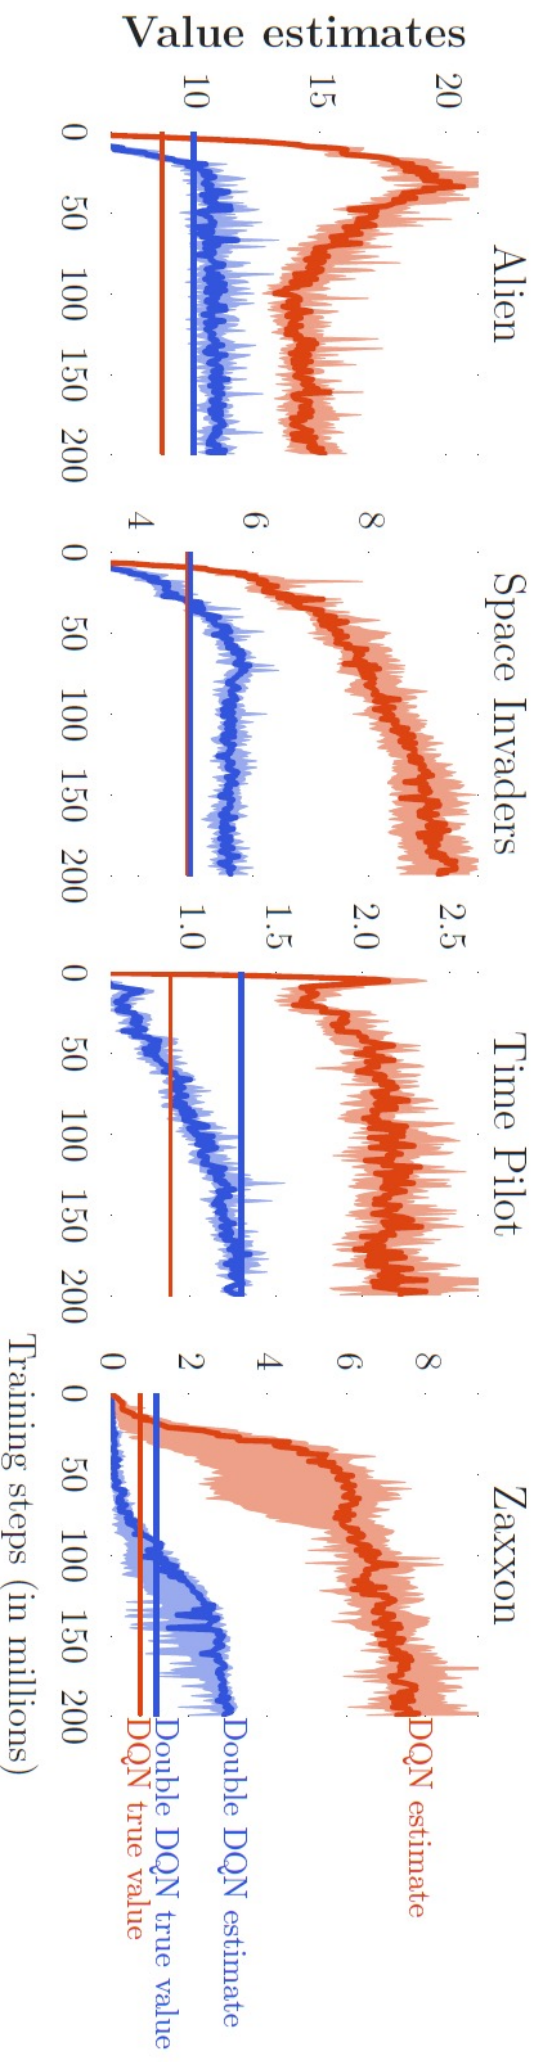 Value estimates
Alien
20
15
10
0 50 100 150 200
Space Invaders
8
6
4
0 50 100 150 200
Time Pilot
2.5
2.0
1.5
1.0
0 50 100 150 200
Zaxxon
8
6
4
2
0
0 50 100 150 200
DQN estimate
Double DQN estimate
Double DQN true value
DQN true value
Training steps (in millions)